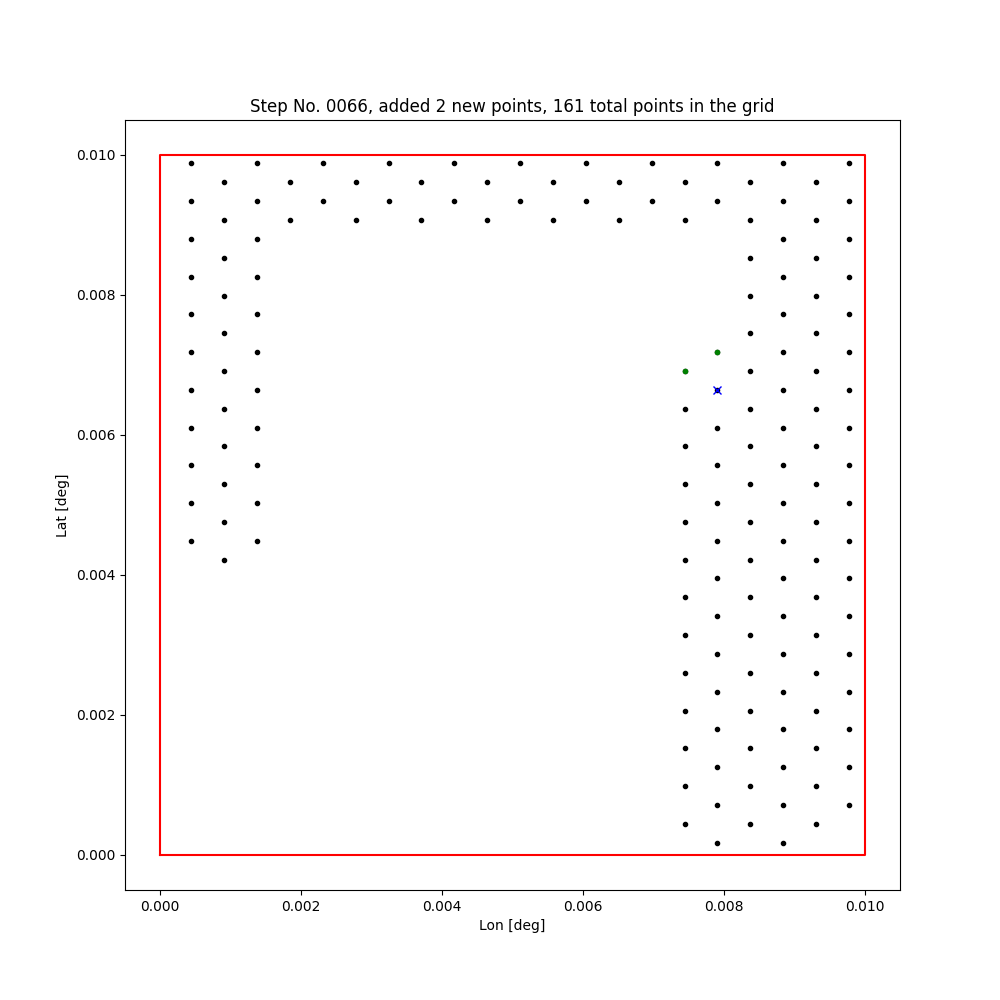 Step No. 0066, added 2 new points, 161 total points in the grid
0.010
0.008
0.006
0.004
0.002
0.000
Lat [deg]
0.000 0.002 0.004 0.006 0.008 0.010
Lon [deg]